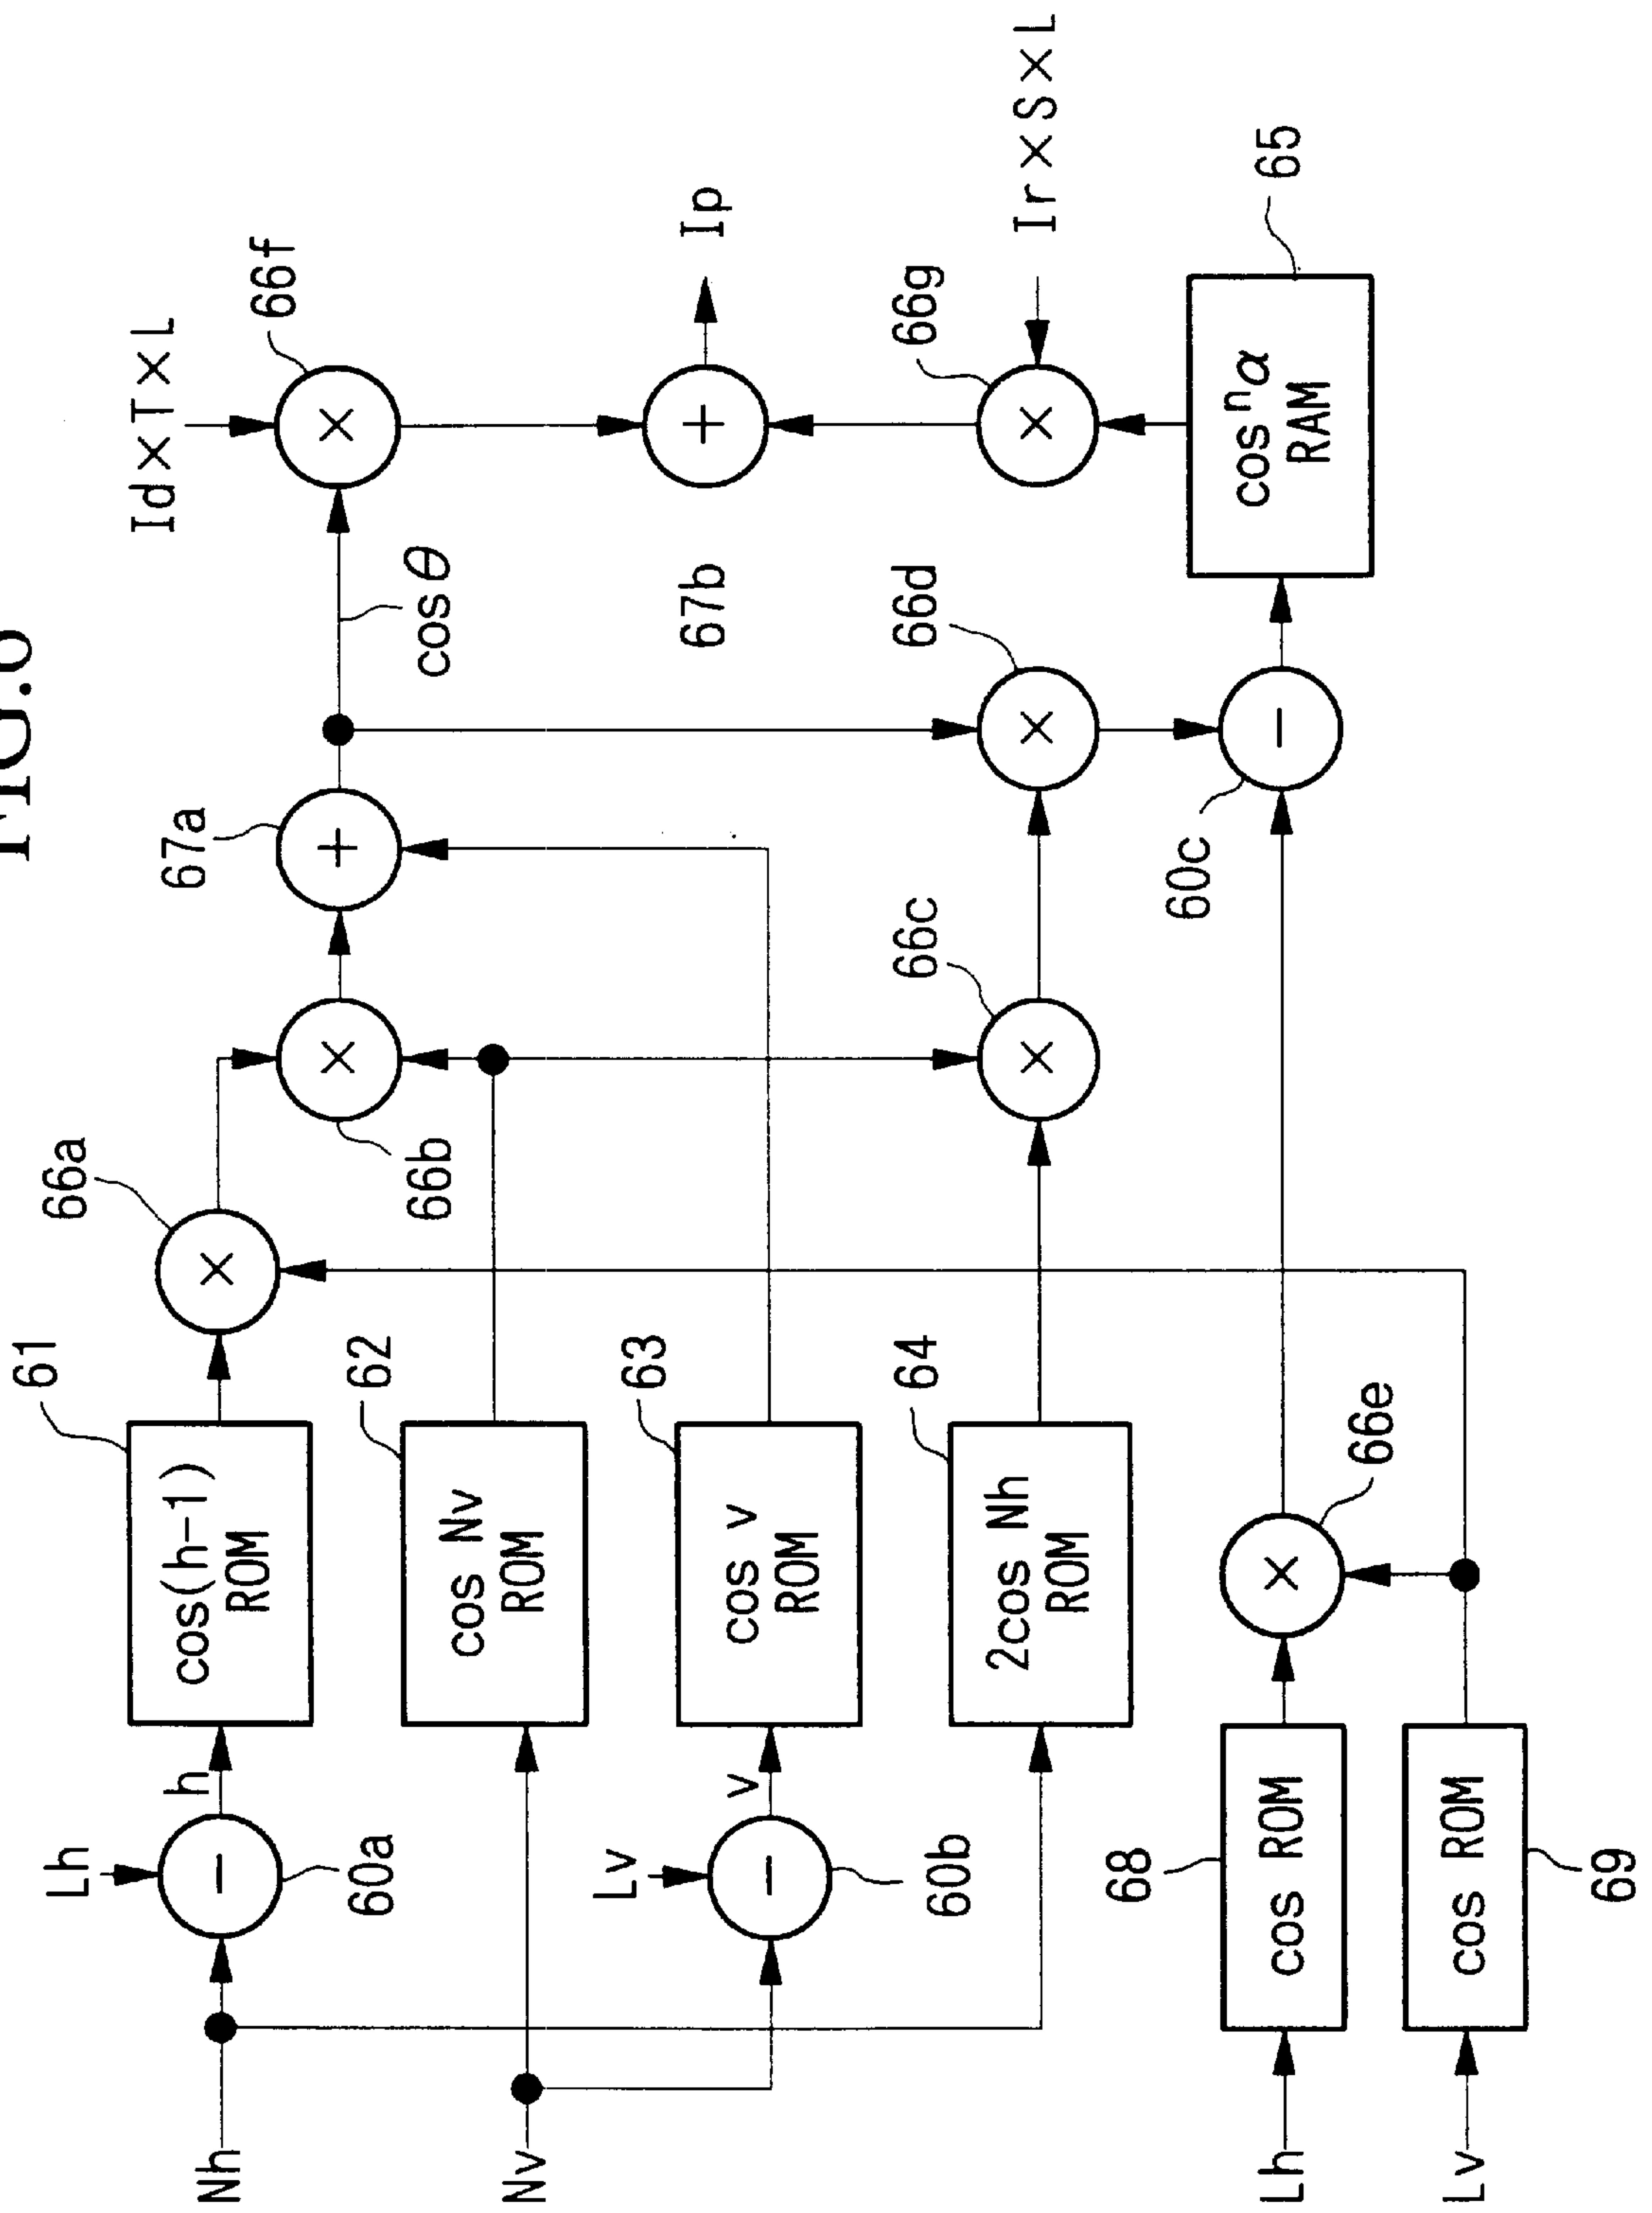 FIG.6
Nh
Lh
60a
h
61
cos(h-1)
ROM
66a
66b
67a
cos θ
Id×T×L
66f
Nv
62
cos Nv
ROM
Lv
60b
v
63
cos v
ROM
67b
Ip
64
2cos Nh
ROM
66c
66d
66g
Ir×S×L
Lh
68
cos ROM
66e
60c
cosⁿα
RAM
65
Lv
cos ROM
69